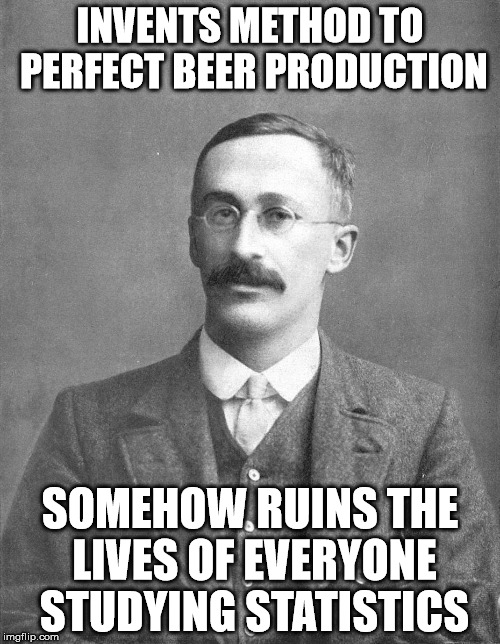 INVENTS METHOD TO
PERFECT BEER PRODUCTION
SOMEHOW RUINS THE
LIVES OF EVERYONE
STUDYING STATISTICS
imgflip.com